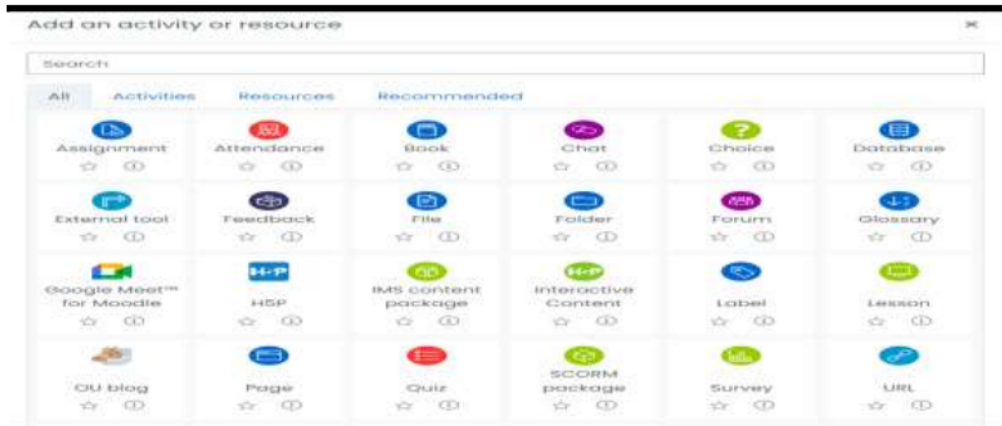 Add an activity or resource
Search
All Activities Resources Recommended
Assignment Attendance Book Chat Choice Database
External tool Feedback File Folder Forum Glossary
Google Meet™ for Moodle H5P H5P IMS content package H-P Interactive Content Label Lesson
OU blog Page Quiz SCORM package Survey URL